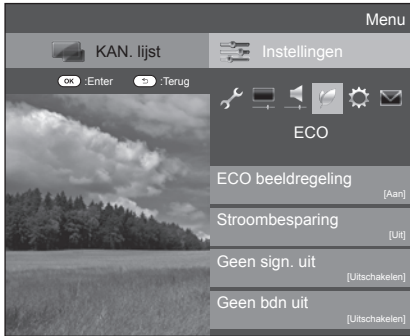 Menu
KAN. lijst
Instellingen
OK :Enter :Terug
ECO
ECO beeldregeling
[Aan]
Stroombesparing
[Uit]
Geen sign. uit
[Uitschakelen]
Geen bdn uit
[Uitschakelen]